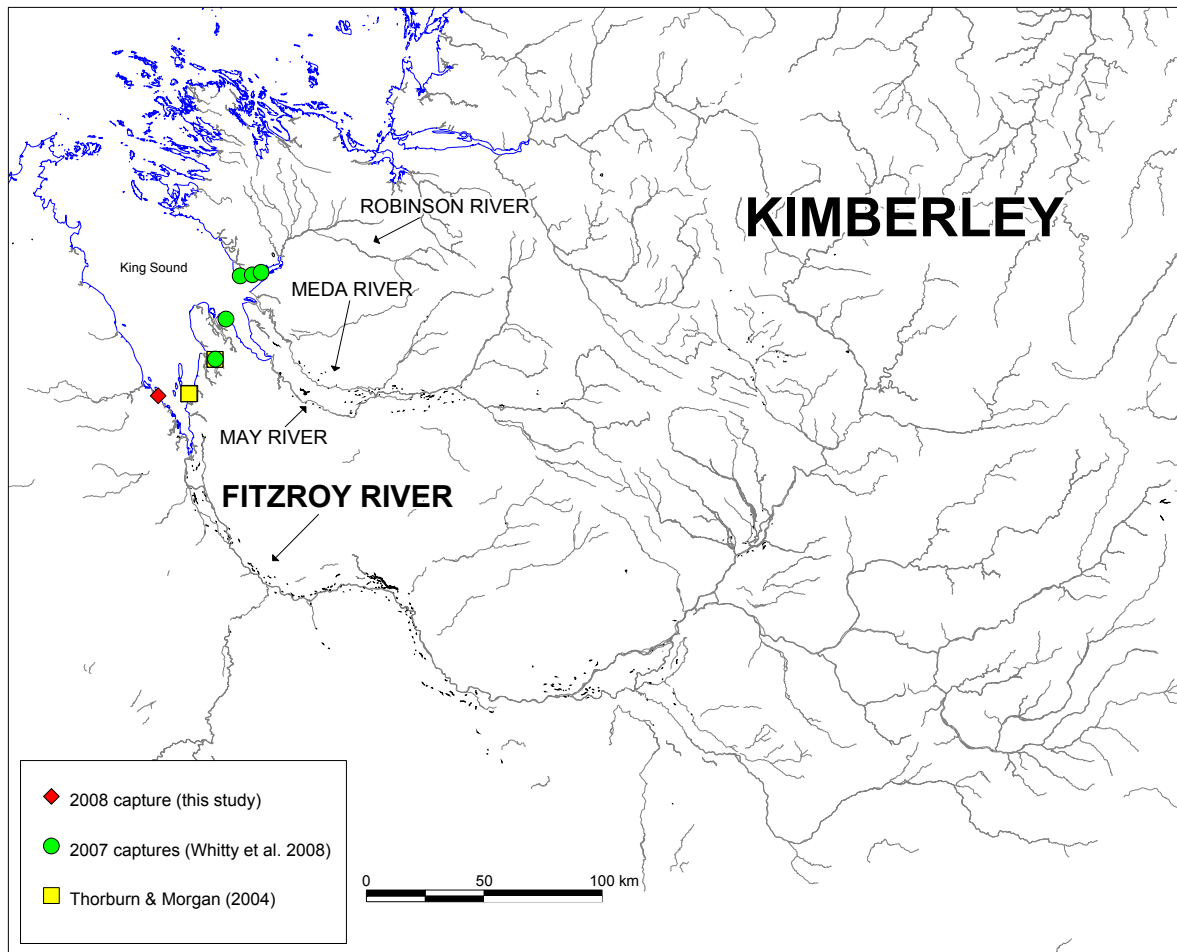 KIMBERLEY
ROBINSON RIVER
King Sound
MEDA RIVER
MAY RIVER
FITZROY RIVER
2008 capture (this study)
2007 captures (Whitty et al. 2008)
Thorburn & Morgan (2004)
0 50 100 km